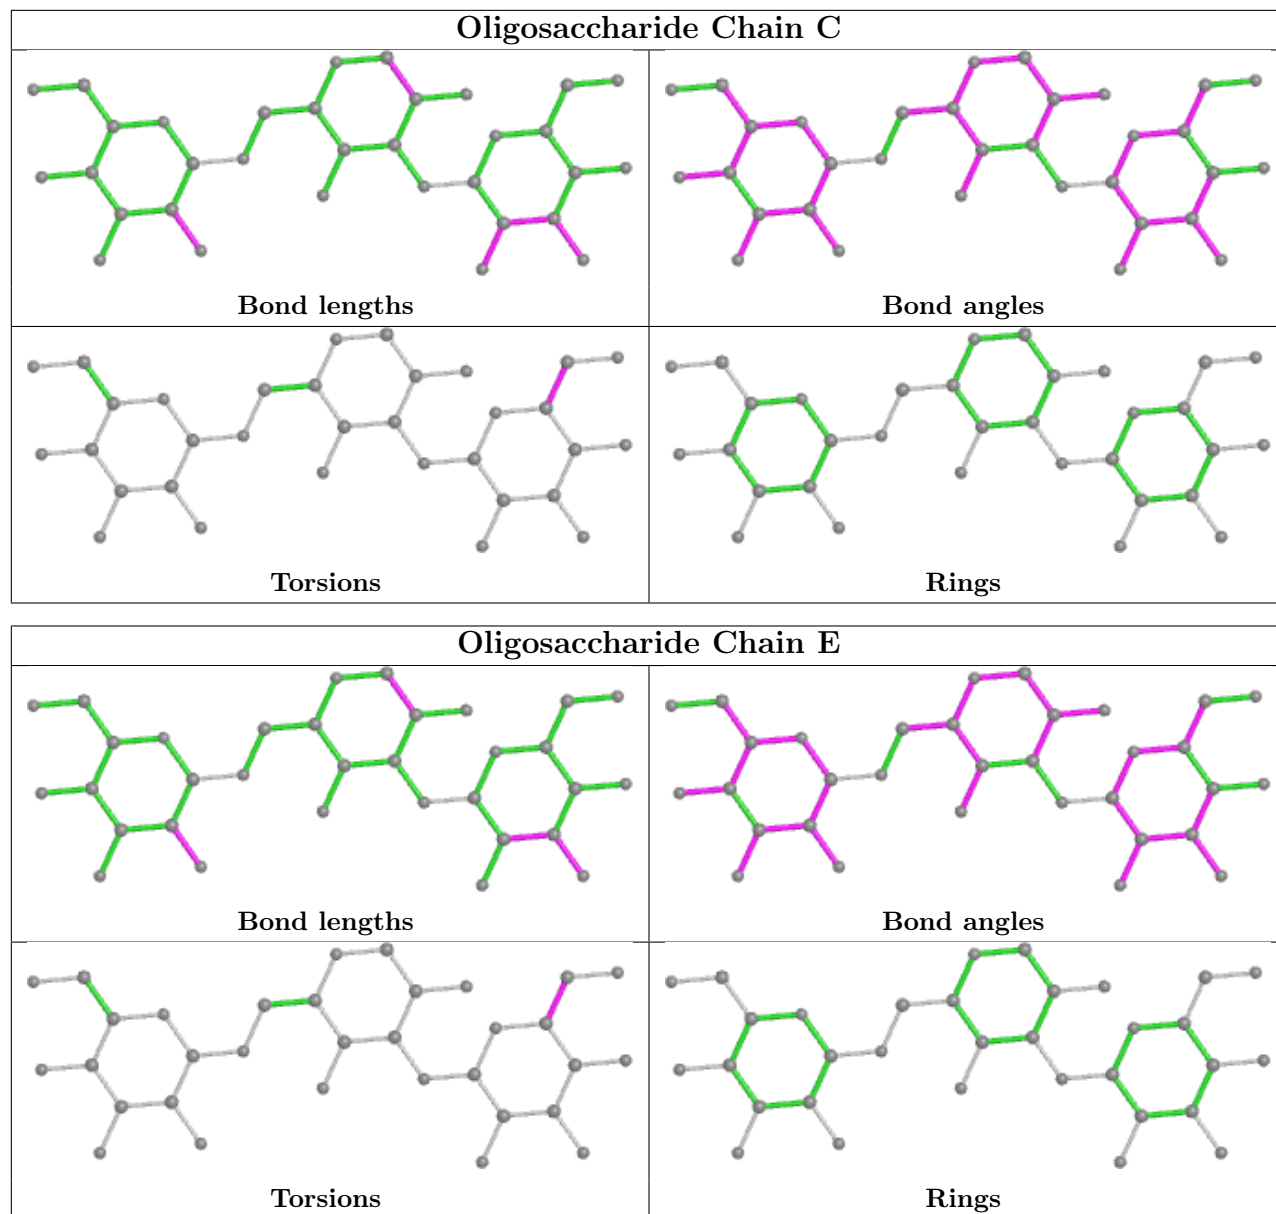 Oligosaccharide Chain C
Bond lengths
Bond angles
Torsions
Rings
Oligosaccharide Chain E
Bond lengths
Bond angles
Torsions
Rings